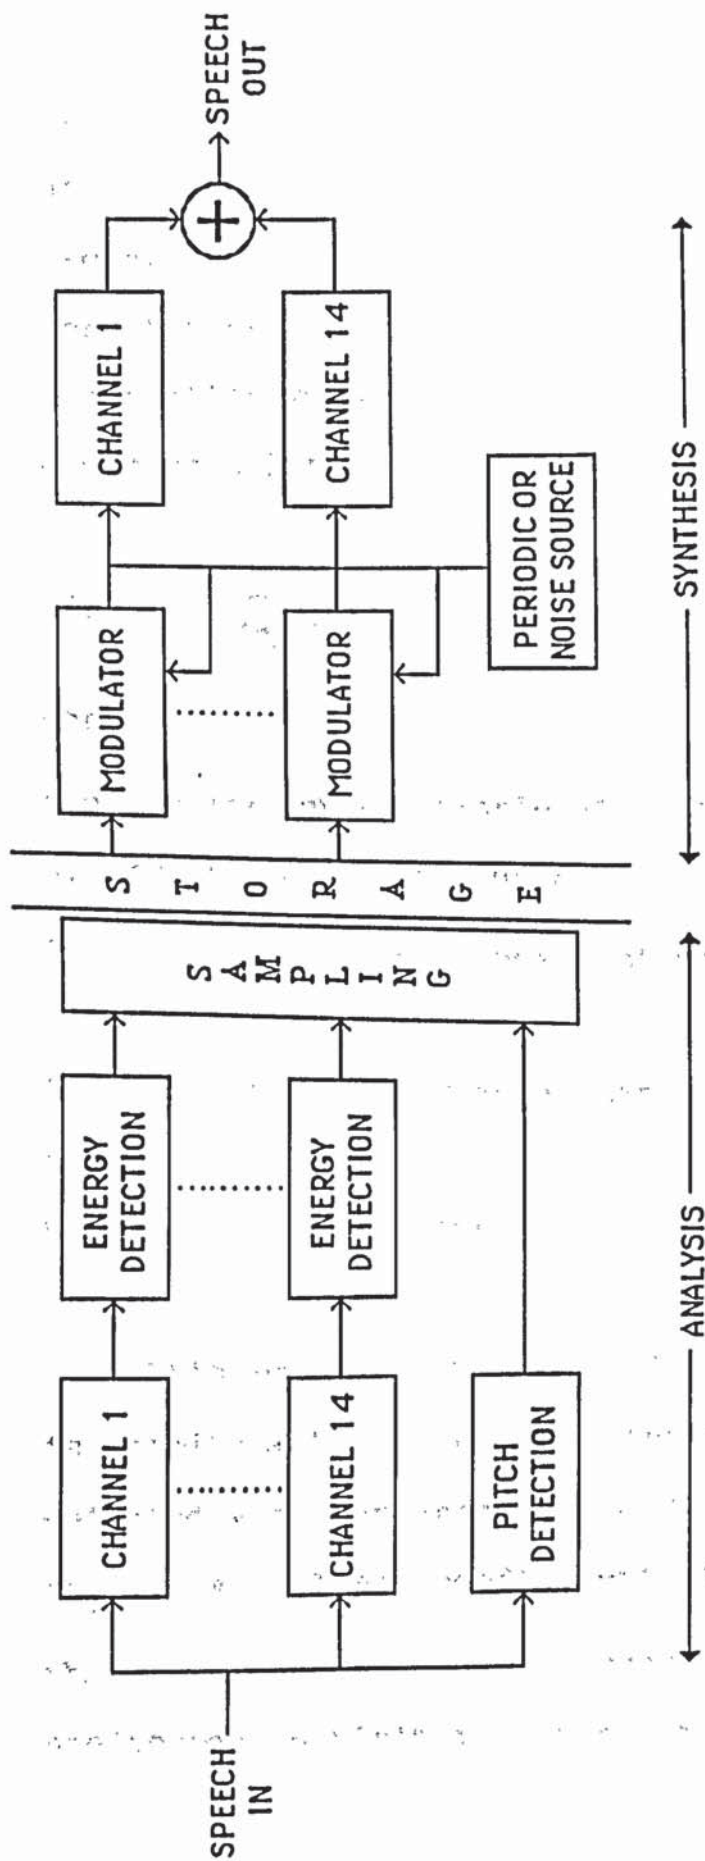 SPEECH
IN
CHANNEL 1
CHANNEL 14
PITCH
DETECTION
ENERGY
DETECTION
ENERGY
DETECTION
SAMPLING
STORAGE
MODULATOR
MODULATOR
PERIODIC OR
NOISE SOURCE
CHANNEL 1
CHANNEL 14
+
SPEECH
OUT
ANALYSIS
SYNTHESIS